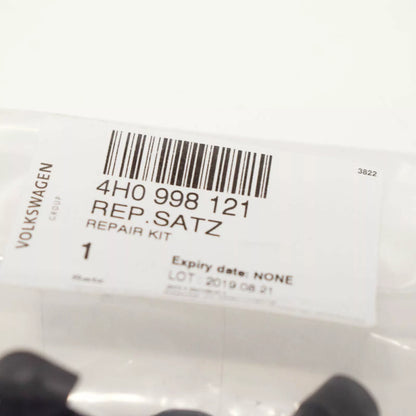 3822
VOLKSWAGEN
GROUP
4H0 998 121
REP.SATZ
REPAIR KIT
1
Expiry date: NONE
LOT: 2019.08.21